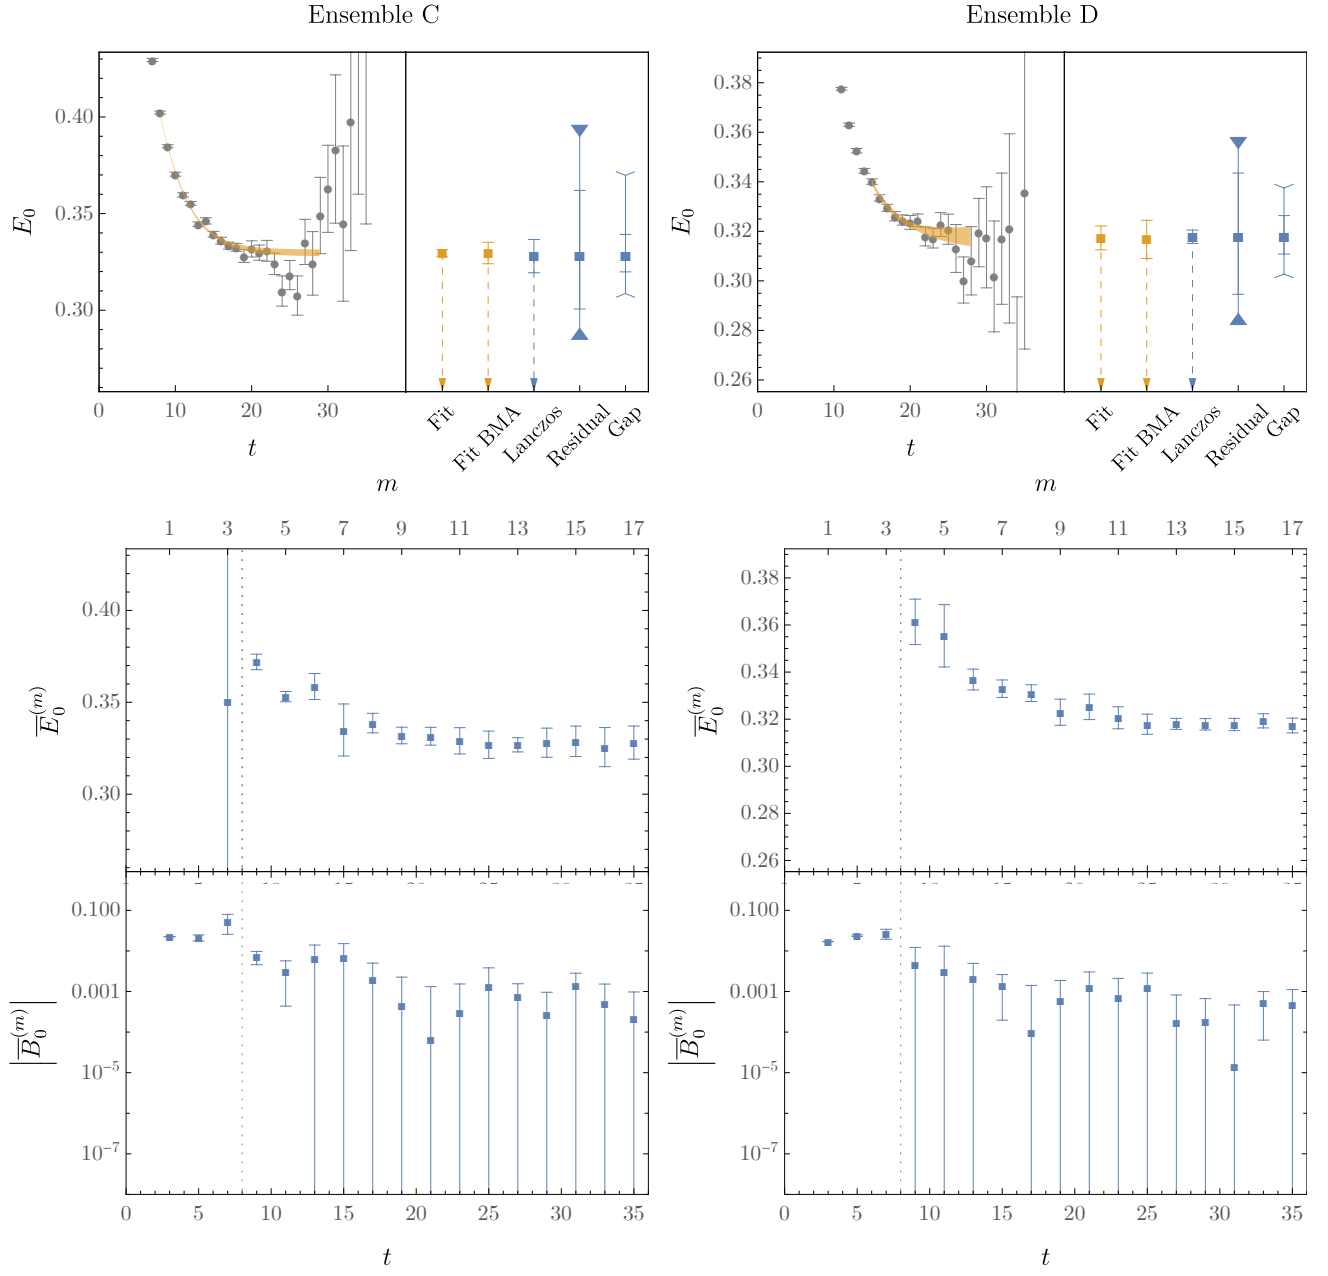 Ensemble C
Ensemble D
E₀
0.40
0.35
0.30
0 10 20 30
t
Fit
Fit BMA
Lanczos
Residual
Gap
E₀
0.38
0.36
0.34
0.32
0.30
0.28
0.26
0 10 20 30
t
Fit
Fit BMA
Lanczos
Residual
Gap
m
1 3 5 7 9 11 13 15 17
E̅₀^(m)
0.40
0.35
0.30
m
1 3 5 7 9 11 13 15 17
E̅₀^(m)
0.38
0.36
0.34
0.32
0.30
0.28
0.26
|B̅₀^(m)|
0.100
0.001
10⁻⁵
10⁻⁷
0 5 10 15 20 25 30 35
t
|B̅₀^(m)|
0.100
0.001
10⁻⁵
10⁻⁷
0 5 10 15 20 25 30 35
t